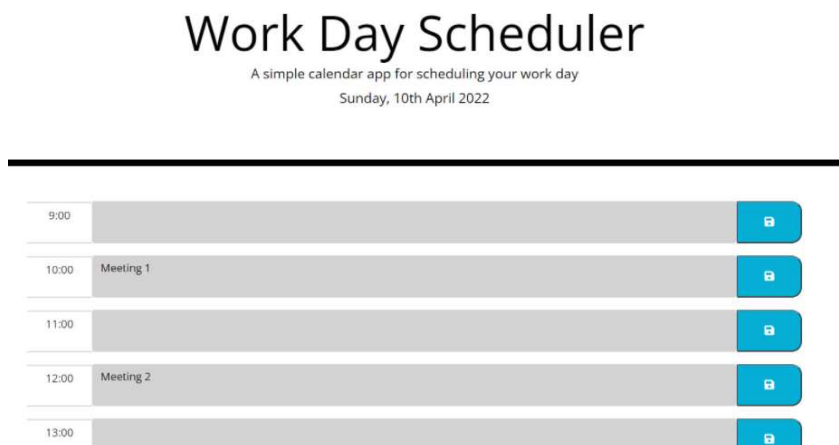 Work Day Scheduler
A simple calendar app for scheduling your work day
Sunday, 10th April 2022
9:00
10:00 Meeting 1
11:00
12:00 Meeting 2
13:00